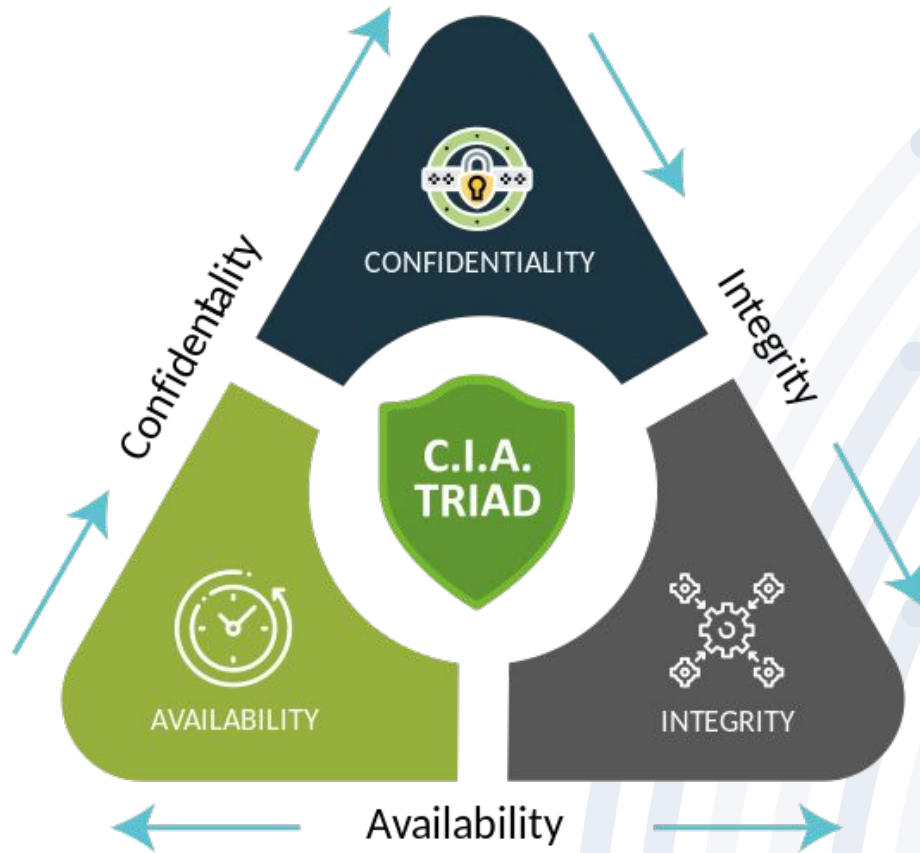 CONFIDENTIALITY
Confidentality
Integrity
C.I.A.
TRIAD
AVAILABILITY
INTEGRITY
Availability